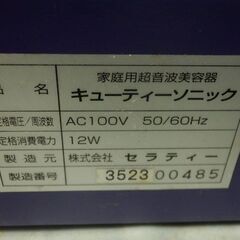 品名 家庭用超音波美容器
キューティーソニック
定格電圧/周波数 AC100V 50/60Hz
定格消費電力 12W
製造元 株式会社 セラティー
製造番号 352300485